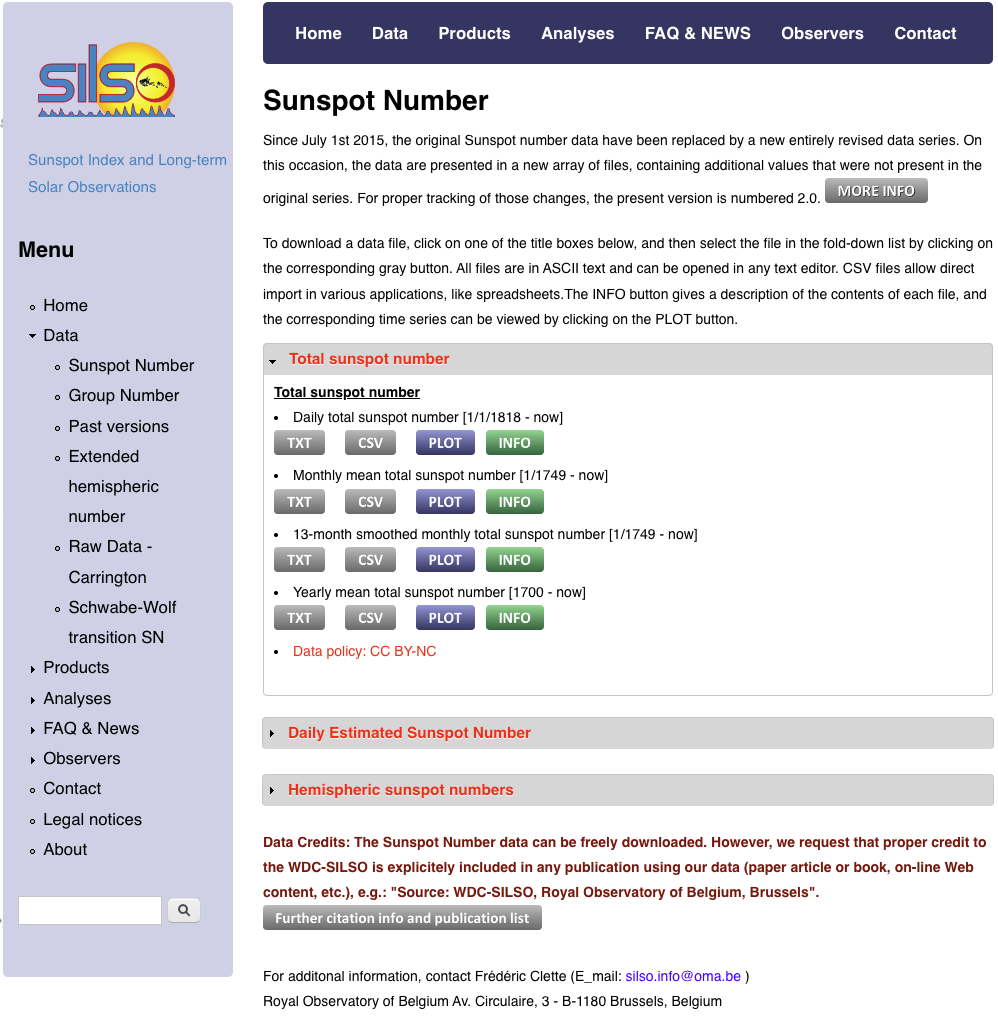 silso
Sunspot Index and Long-term
Solar Observations
Menu
Home
Data
Sunspot Number
Group Number
Past versions
Extended
hemispheric
number
Raw Data -
Carrington
Schwabe-Wolf
transition SN
Products
Analyses
FAQ & News
Observers
Contact
Legal notices
About
Home Data Products Analyses FAQ & NEWS Observers Contact
Sunspot Number
Since July 1st 2015, the original Sunspot number data have been replaced by a new entirely revised data series. On
this occasion, the data are presented in a new array of files, containing additional values that were not present in the
original series. For proper tracking of those changes, the present version is numbered 2.0. MORE INFO
To download a data file, click on one of the title boxes below, and then select the file in the fold-down list by clicking on
the corresponding gray button. All files are in ASCII text and can be opened in any text editor. CSV files allow direct
import in various applications, like spreadsheets.The INFO button gives a description of the contents of each file, and
the corresponding time series can be viewed by clicking on the PLOT button.
Total sunspot number
Total sunspot number
• Daily total sunspot number [1/1/1818 - now]
TXT CSV PLOT INFO
• Monthly mean total sunspot number [1/1749 - now]
TXT CSV PLOT INFO
• 13-month smoothed monthly total sunspot number [1/1749 - now]
TXT CSV PLOT INFO
• Yearly mean total sunspot number [1700 - now]
TXT CSV PLOT INFO
• Data policy: CC BY-NC
Daily Estimated Sunspot Number
Hemispheric sunspot numbers
Data Credits: The Sunspot Number data can be freely downloaded. However, we request that proper credit to
the WDC-SILSO is explicitely included in any publication using our data (paper article or book, on-line Web
content, etc.), e.g.: "Source: WDC-SILSO, Royal Observatory of Belgium, Brussels".
Further citation info and publication list
For additonal information, contact Frédéric Clette (E_mail: silso.info@oma.be )
Royal Observatory of Belgium Av. Circulaire, 3 - B-1180 Brussels, Belgium